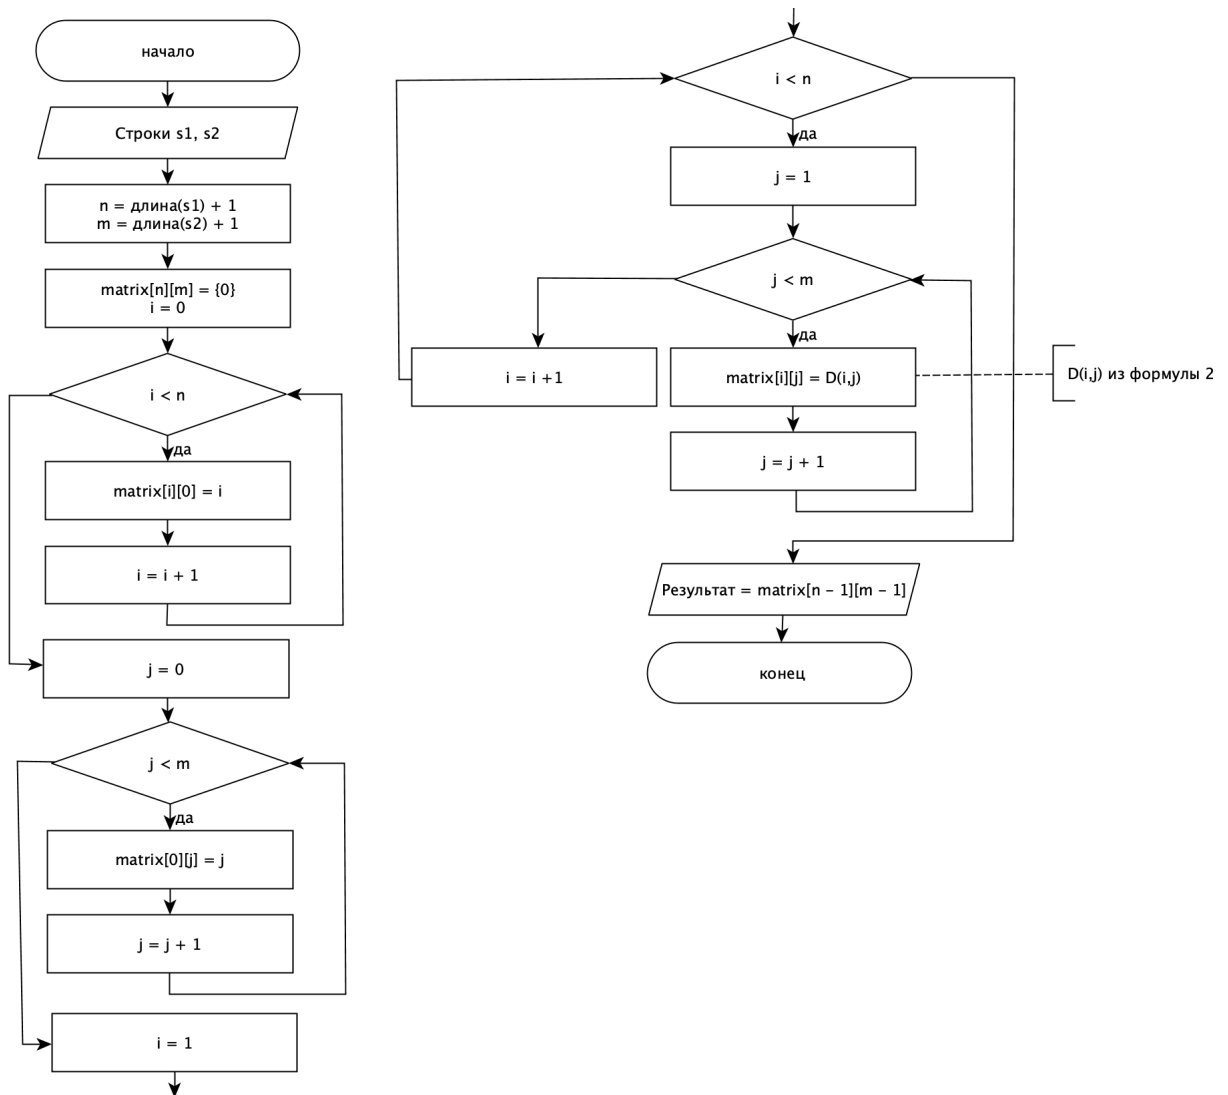 начало
Строки s1, s2
n = длина(s1) + 1
m = длина(s2) + 1
matrix[n][m] = {0}
i = 0
i < n
да
matrix[i][0] = i
i = i + 1
j = 0
j < m
да
matrix[0][j] = j
j = j + 1
i = 1
i < n
да
j = 1
j < m
да
i = i +1
matrix[i][j] = D(i,j)
D(i,j) из формулы 2
j = j + 1
Результат = matrix[n - 1][m - 1]
конец